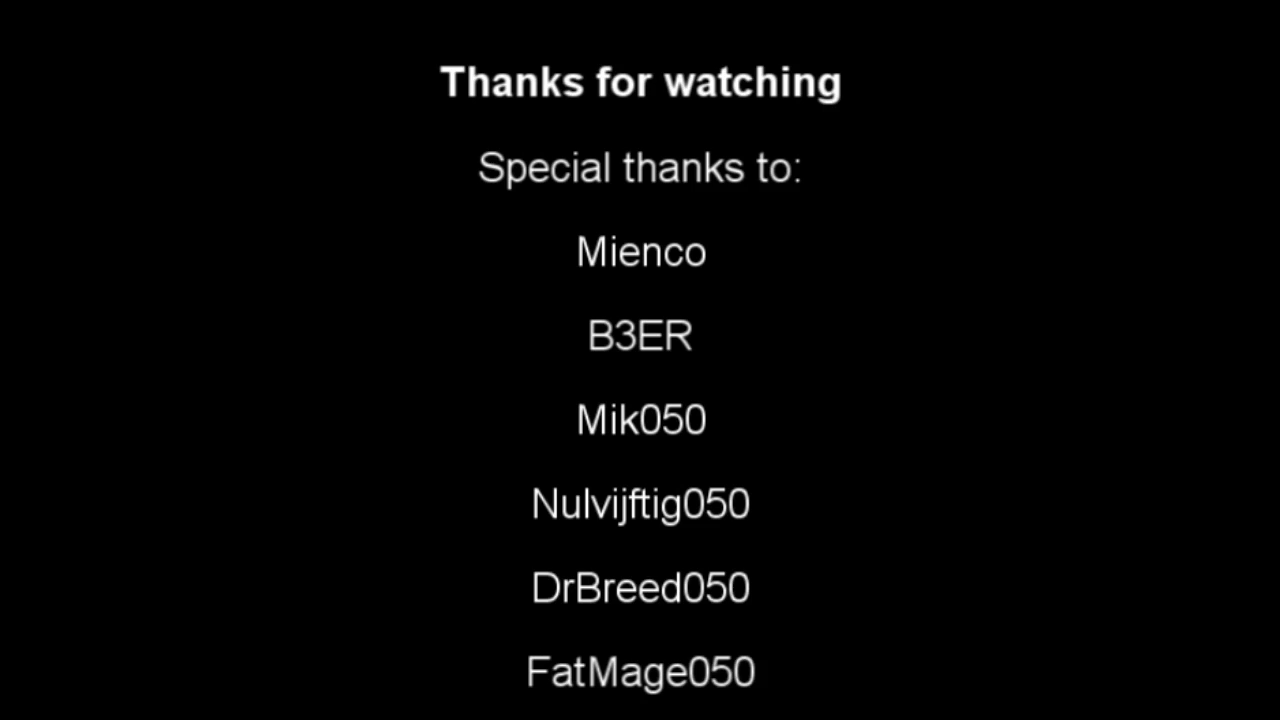 Thanks for watching
Special thanks to:
Mienco
B3ER
Mik050
Nulvijftig050
DrBreed050
FatMage050